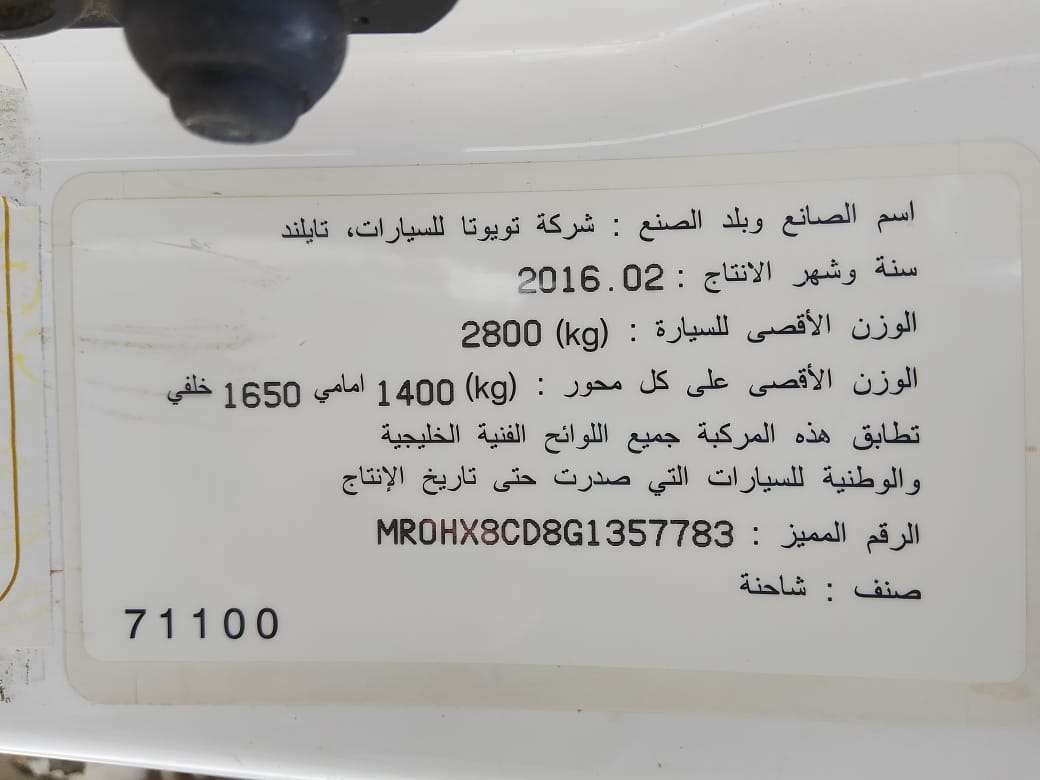 اسم الصانع وبلد الصنع : شركة تويوتا للسيارات، تايلند
سنة وشهر الانتاج : 2016.02
الوزن الأقصى للسيارة : (kg) 2800
الوزن الأقصى على كل محور : (kg) 1400 امامي 1650 خلفي
تطابق هذه المركبة جميع اللوائح الفنية الخليجية
والوطنية للسيارات التي صدرت حتى تاريخ الإنتاج
الرقم المميز : MR0HX8CD8G1357783
صنف : شاحنة
71100